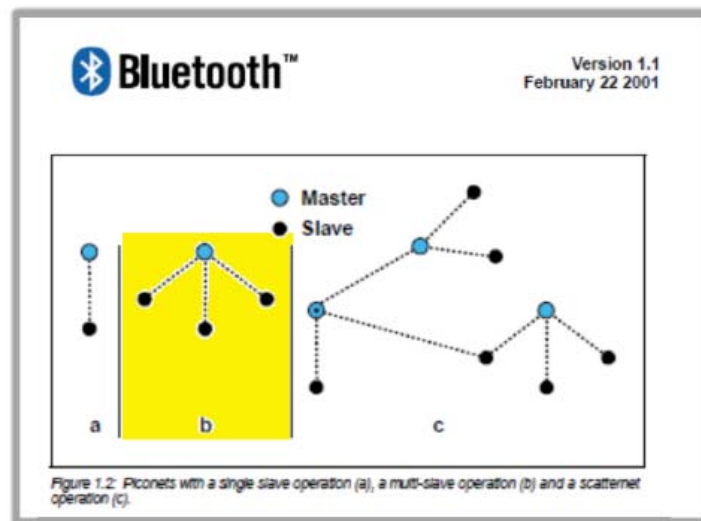 Bluetooth™
Version 1.1
February 22 2001
Master
Slave
a
b
c
Figure 1.2: Piconets with a single slave operation (a), a multi-slave operation (b) and a scatternet
operation (c).